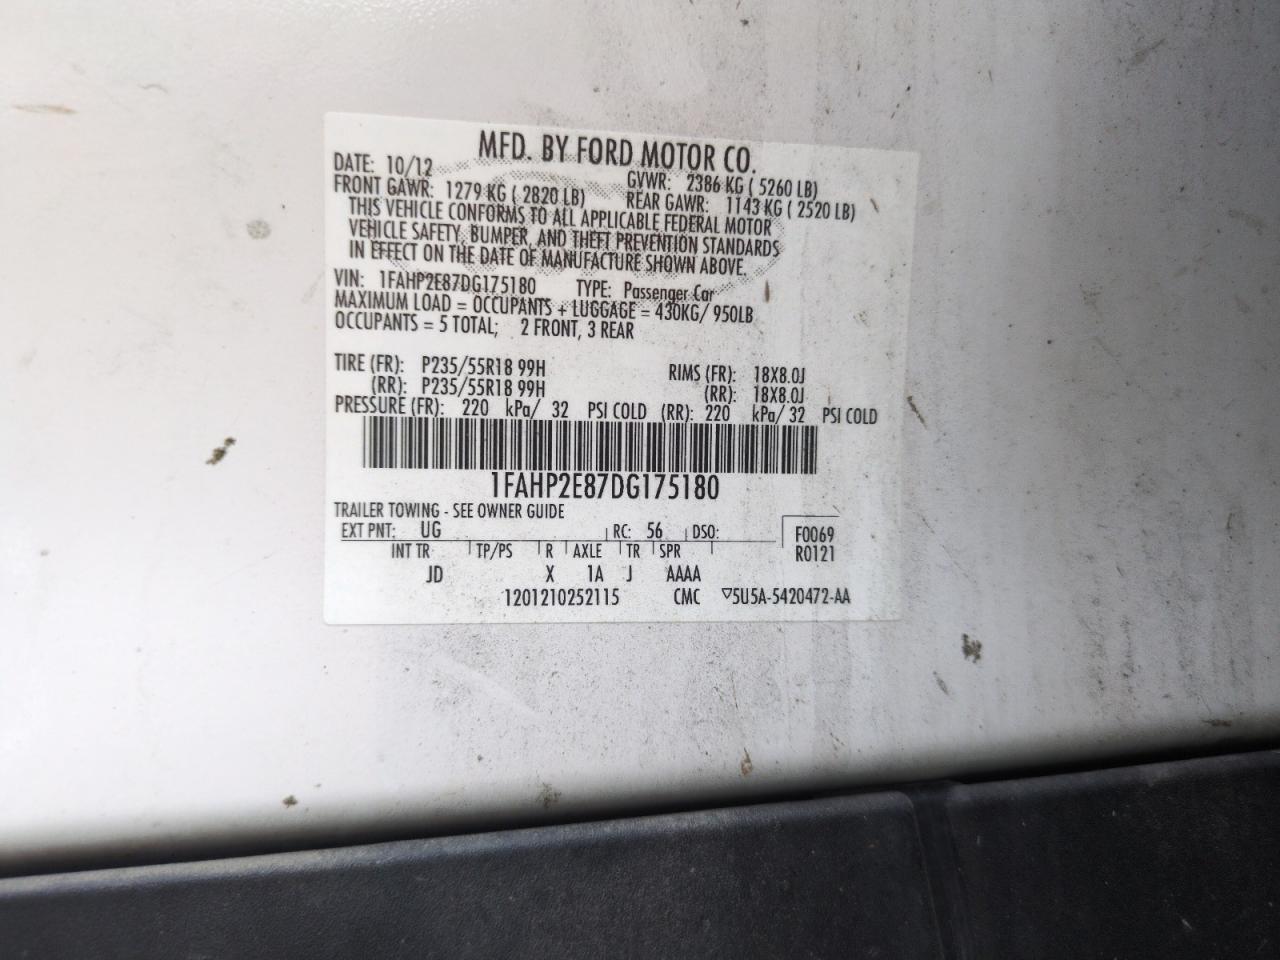 MFD. BY FORD MOTOR CO.
DATE: 10/12 GVWR: 2386 KG ( 5260 LB)
FRONT GAWR: 1279 KG ( 2820 LB) REAR GAWR: 1143 KG ( 2520 LB)
THIS VEHICLE CONFORMS TO ALL APPLICABLE FEDERAL MOTOR
VEHICLE SAFETY, BUMPER, AND THEFT PREVENTION STANDARDS
IN EFFECT ON THE DATE OF MANUFACTURE SHOWN ABOVE.
VIN: 1FAHP2E87DG175180 TYPE: Passenger Car
MAXIMUM LOAD = OCCUPANTS + LUGGAGE = 430KG/ 950LB
OCCUPANTS = 5 TOTAL; 2 FRONT, 3 REAR
TIRE (FR): P235/55R18 99H RIMS (FR): 18X8.0J
(RR): P235/55R18 99H (RR): 18X8.0J
PRESSURE (FR): 220 kPa/ 32 PSI COLD (RR): 220 kPa/ 32 PSI COLD
1FAHP2E87DG175180
TRAILER TOWING - SEE OWNER GUIDE
EXT PNT: UG RC: 56 DSO: F0069
INT TR TP/PS R AXLE TR SPR R0121
JD X 1A J AAAA
1201210252115 CMC ▽5U5A-5420472-AA